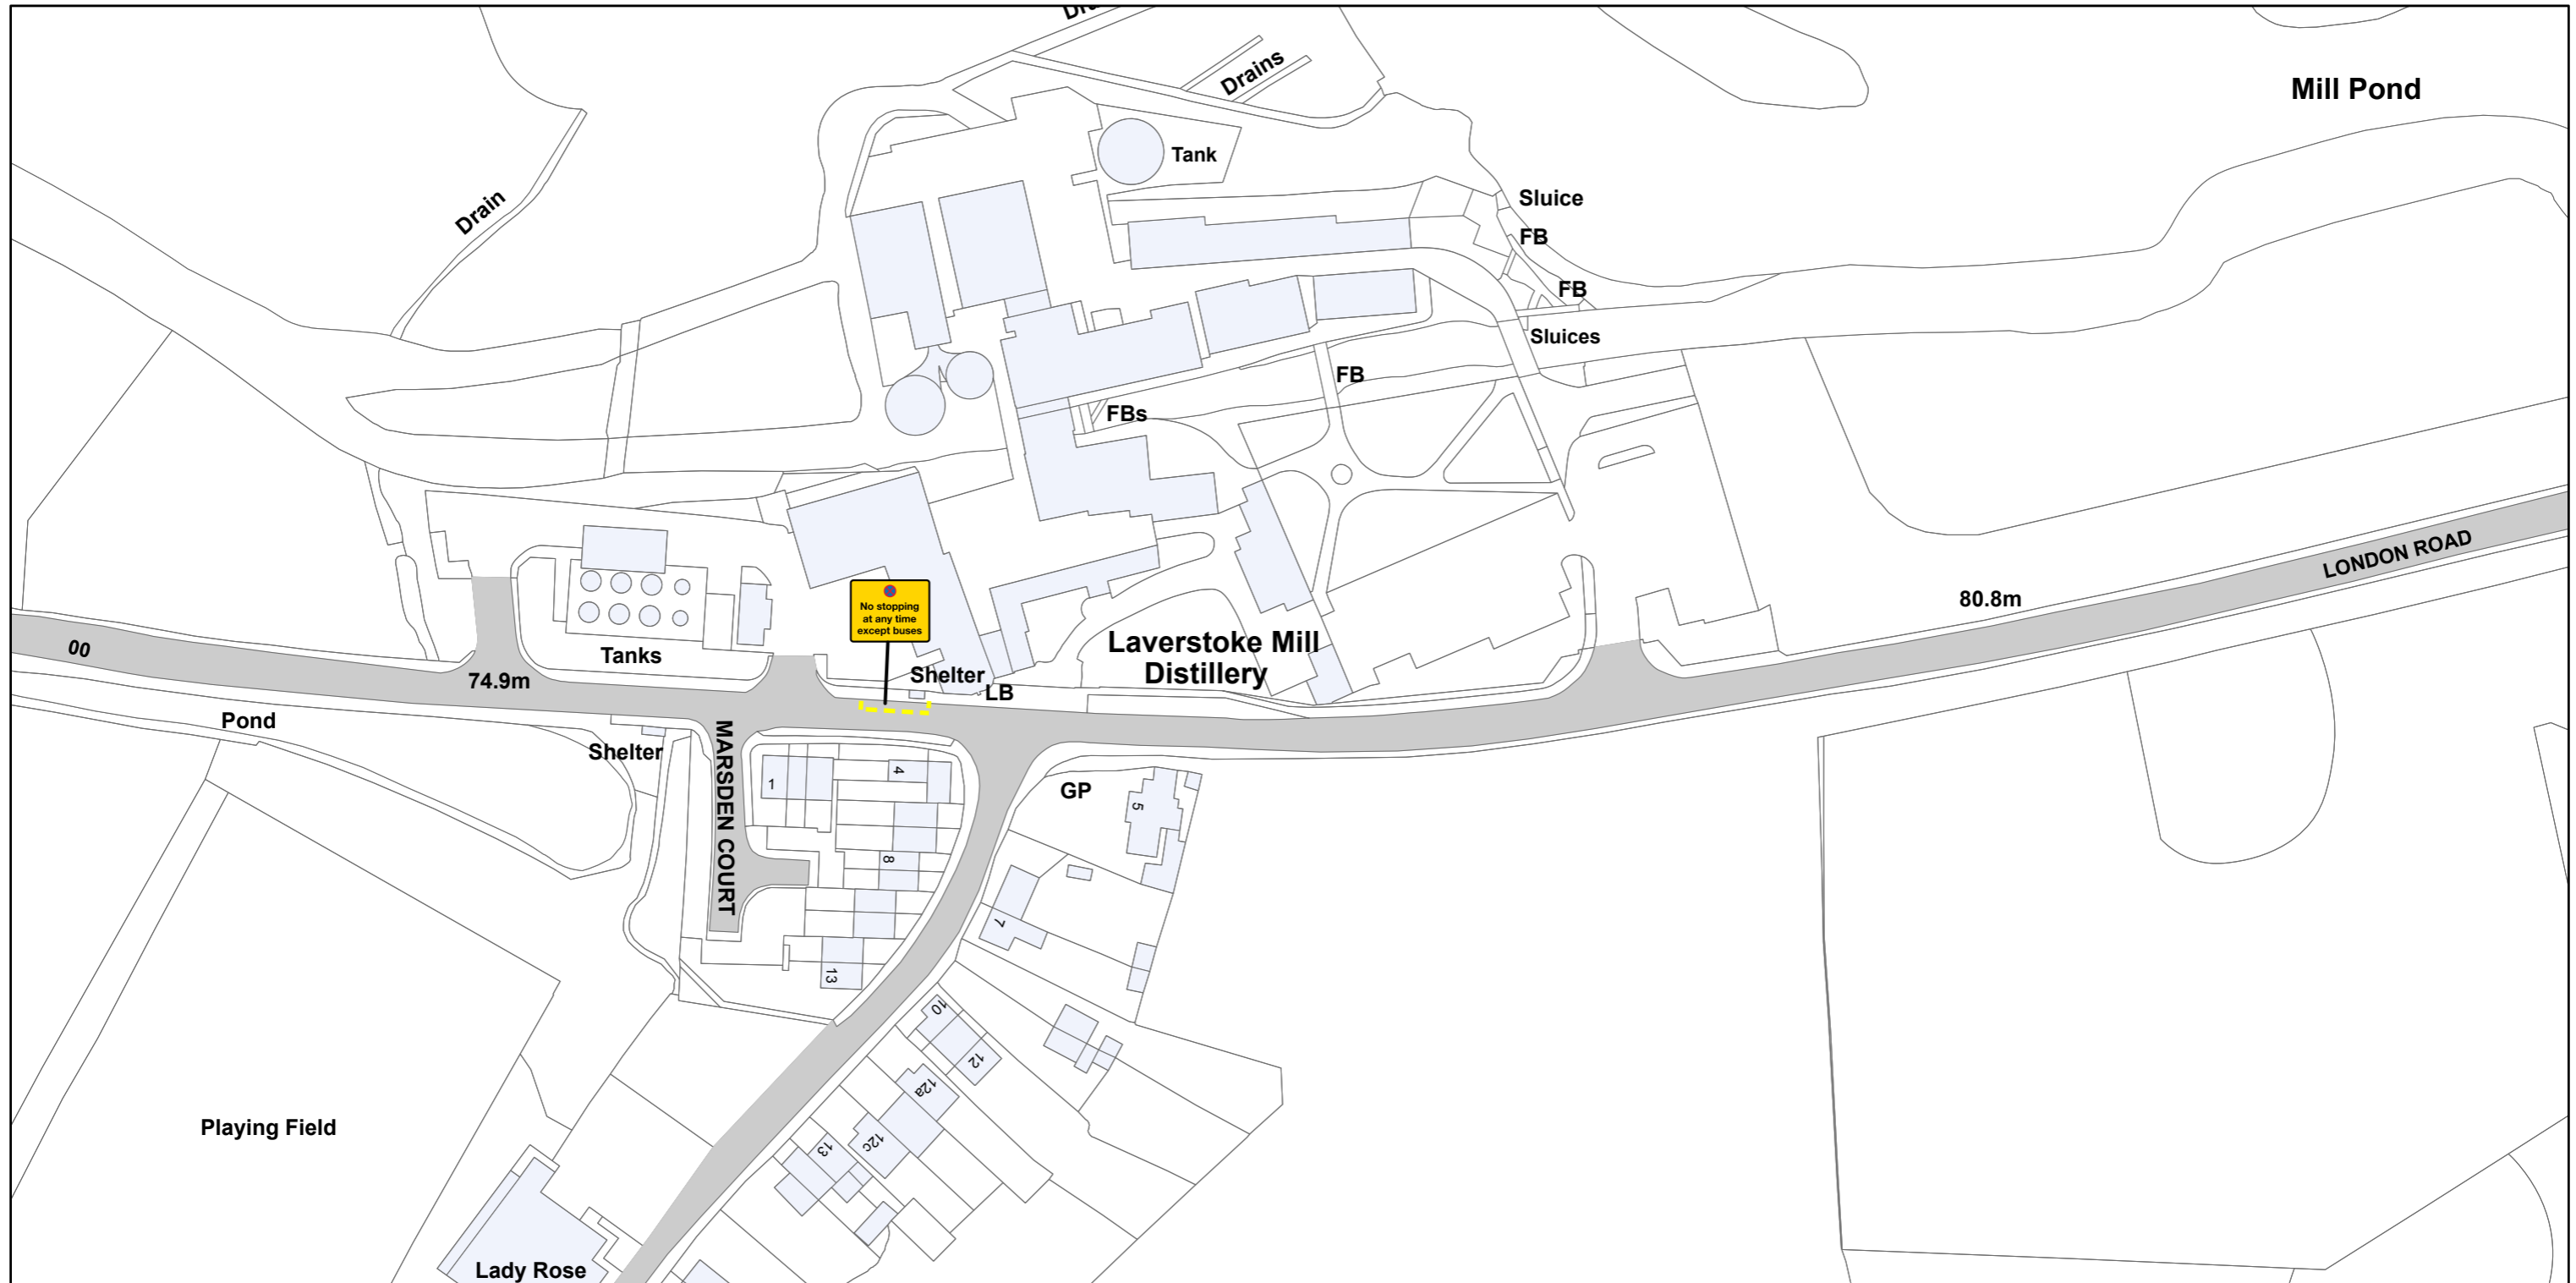 Mill Pond
Drains
Tank
Drain
Sluice
FB
FB
Sluices
FB
FBs
LONDON ROAD
80.8m
No stopping
at any time
except buses
Laverstoke Mill
Distillery
00
Tanks
74.9m
Shelter
LB
Pond
Shelter
MARSDEN COURT
1
4
GP
5
8
7
13
10
12
12a
12c
13
Playing Field
Lady Rose